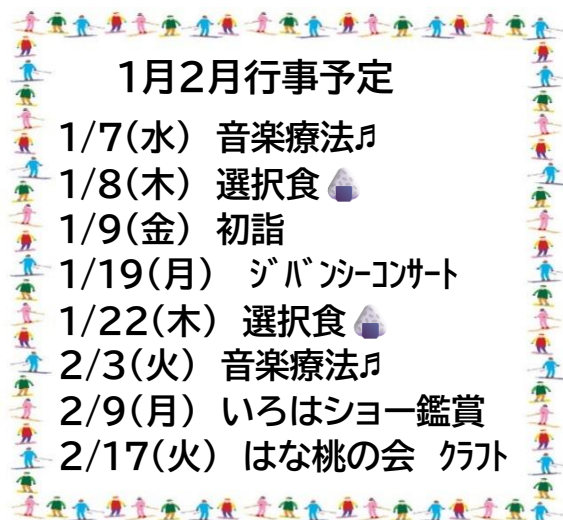 1月2月行事予定
1/7(水) 音楽療法♬
1/8(木) 選択食🍙
1/9(金) 初詣
1/19(月) ｼﾞﾊﾞﾝｼｰｺﾝｻｰﾄ
1/22(木) 選択食🍙
2/3(火) 音楽療法♬
2/9(月) いろはショー鑑賞
2/17(火) はな桃の会 ｸﾗﾌﾄ